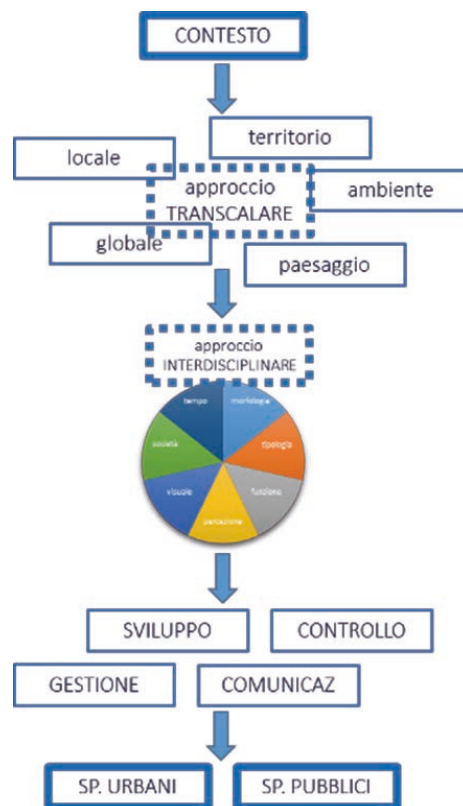 CONTESTO
territorio
locale
approccio
TRANSCALARE
ambiente
globale
paesaggio
approccio
INTERDISCIPLINARE
tempo
morfologia
società
tipologia
visuale
funzione
percezione
SVILUPPO
CONTROLLO
GESTIONE
COMUNICAZ
SP. URBANI
SP. PUBBLICI